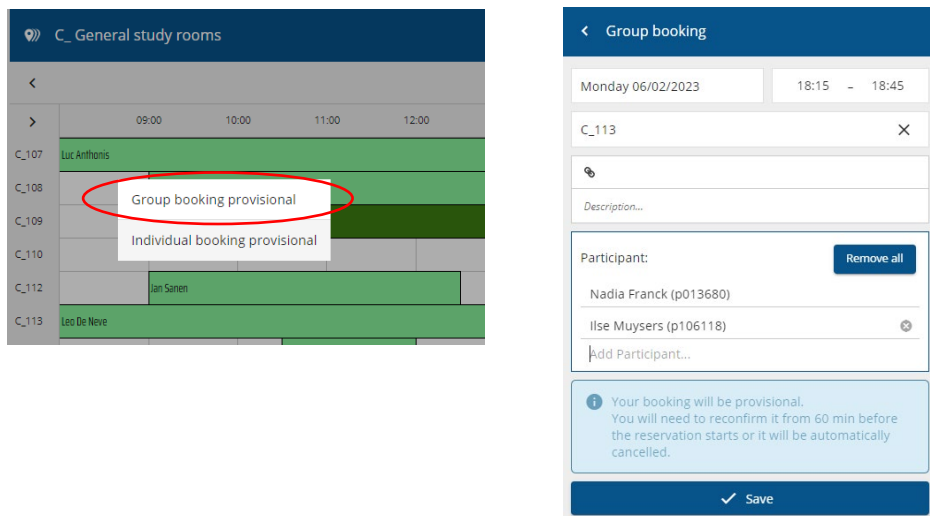 C_ General study rooms
09:00 10:00 11:00 12:00
C_107 Luc Anthonis
C_108
Group booking provisional
C_109
Individual booking provisional
C_110
C_112 Jan Sanen
C_113 Leo De Neve
Group booking
Monday 06/02/2023 18:15 - 18:45
C_113
Description...
Participant: Remove all
Nadia Franck (p013680)
Ilse Muysers (p106118)
Add Participant...
Your booking will be provisional.
You will need to reconfirm it from 60 min before
the reservation starts or it will be automatically
cancelled.
Save